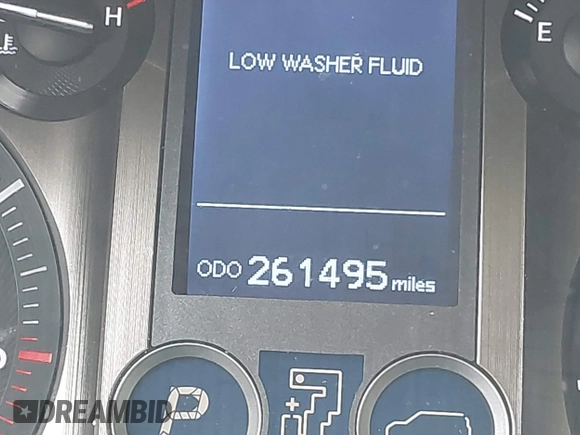 H
E
LOW WASHER FLUID
ODO 261495 miles
P
+
DREAMBID